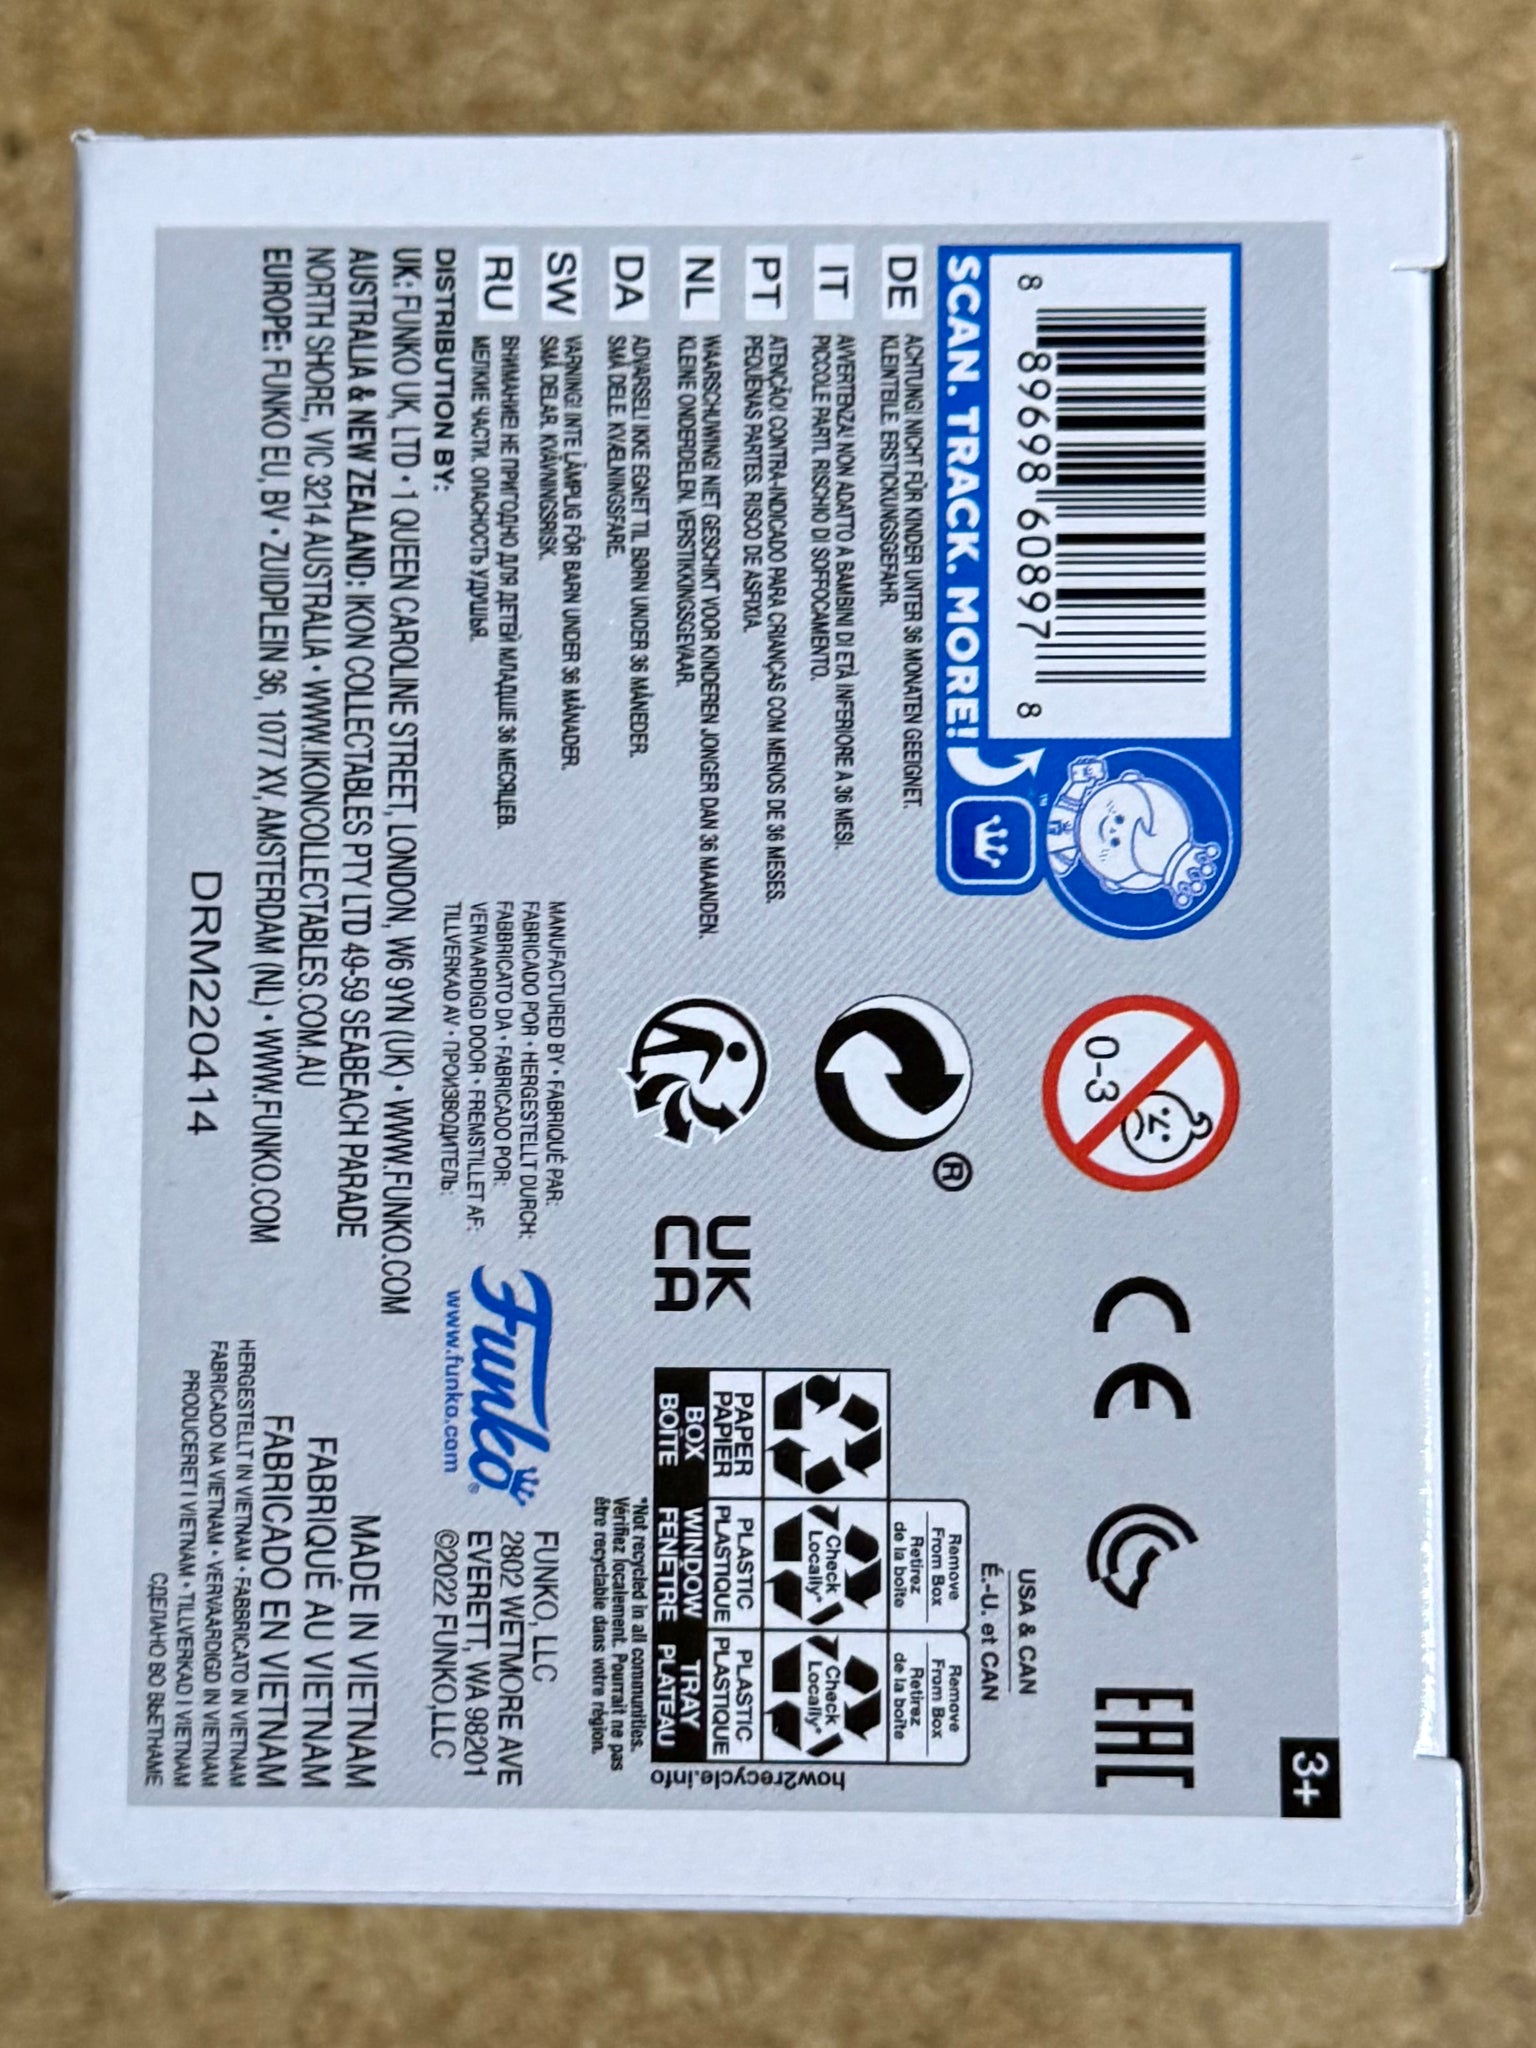 3+
8 89698 60897 8
SCAN. TRACK. MORE!
™
0-3
CE
EAC
DE ACHTUNG! NICHT FÜR KINDER UNTER 36 MONATEN GEEIGNET.
KLEINTEILE. ERSTICKUNGSGEFAHR.
IT AVVERTENZA! NON ADATTO A BAMBINI DI ETÀ INFERIORE A 36 MESI.
PICCOLE PARTI. RISCHIO DI SOFFOCAMENTO.
PT ATENÇÃO! CONTRA-INDICADO PARA CRIANÇAS COM MENOS DE 36 MESES.
PEQUENAS PARTES. RISCO DE ASFIXIA.
NL WAARSCHUWING! NIET GESCHIKT VOOR KINDEREN JONGER DAN 36 MAANDEN.
KLEINE ONDERDELEN. VERSTIKKINGSGEVAAR.
DA ADVARSEL! IKKE EGNET TIL BØRN UNDER 36 MÅNEDER.
SMÅ DELE. KVÆLNINGSFARE.
SW VARNING! INTE LÄMPLIG FÖR BARN UNDER 36 MÅNADER.
SMÅ DELAR. KVÄVNINGSRISK.
RU ВНИМАНИЕ! НЕ ПРИГОДНО ДЛЯ ДЕТЕЙ МЛАДШЕ 36 МЕСЯЦЕВ.
МЕЛКИЕ ЧАСТИ. ОПАСНОСТЬ УДУШЬЯ.
®
UK
CA
USA & CAN
É.-U. et CAN
Remove
From Box
Retirez
de la boîte
Remove
From Box
Retirez
de la boîte
Check
Locally*
Check
Locally*
PAPER
PAPIER
PLASTIC
PLASTIQUE
PLASTIC
PLASTIQUE
BOX
BOÎTE
WINDOW
FENÊTRE
TRAY
PLATEAU
how2recycle.info
*Not recycled in all communities.
Vérifiez localement. Pourrait ne pas
être recyclable dans votre région.
MANUFACTURED BY • FABRIQUÉ PAR:
FABRICADO POR • HERGESTELLT DURCH:
FABBRICATO DA • FABRICADO POR:
VERVAARDIGD DOOR • FREMSTILLET AF:
TILLVERKAD AV • ПРОИЗВОДИТЕЛЬ:
Funko®
www.funko.com
FUNKO, LLC
2802 WETMORE AVE
EVERETT, WA 98201
©2022 FUNKO,LLC
DISTRIBUTION BY:
UK: FUNKO UK, LTD • 1 QUEEN CAROLINE STREET, LONDON, W6 9YN (UK) • WWW.FUNKO.COM
AUSTRALIA & NEW ZEALAND: IKON COLLECTABLES PTY LTD 49-59 SEABEACH PARADE
NORTH SHORE, VIC 3214 AUSTRALIA • WWW.IKONCOLLECTABLES.COM.AU
EUROPE: FUNKO EU, BV • ZUIDPLEIN 36, 1077 XV, AMSTERDAM (NL) • WWW.FUNKO.COM
DRM220414
MADE IN VIETNAM
FABRIQUÉ AU VIETNAM
FABRICADO EN VIETNAM
HERGESTELLT IN VIETNAM • FABBRICATO IN VIETNAM
FABRICADO NA VIETNAM • VERVAARDIGD IN VIETNAM
PRODUCERET I VIETNAM • TILLVERKAD I VIETNAM
СДЕЛАНО ВО ВЬЕТНАМЕ